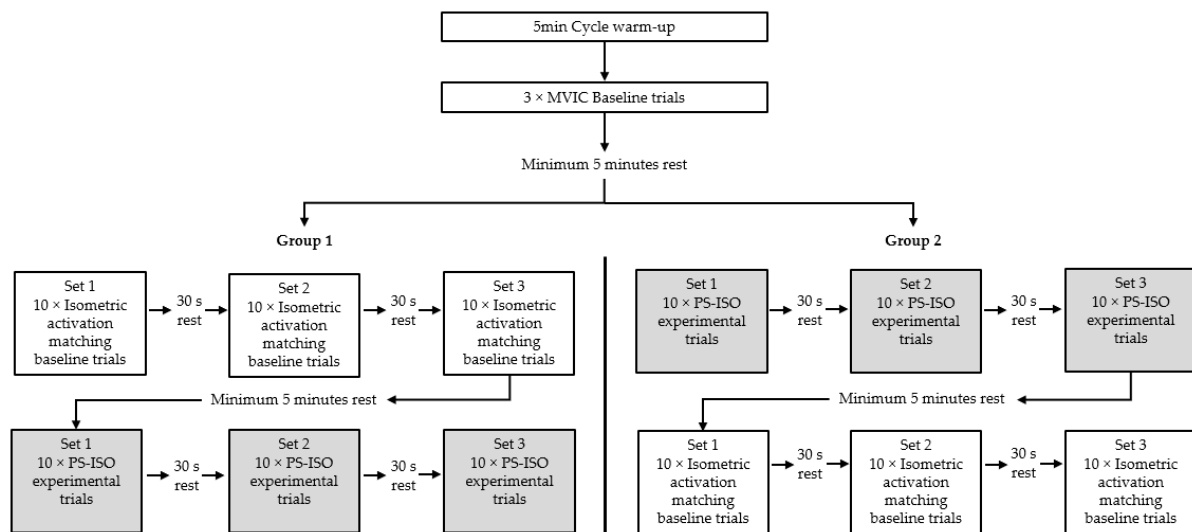 5min Cycle warm-up
3 × MVIC Baseline trials
Minimum 5 minutes rest
Group 1
Set 1
10 × Isometric
activation
matching
baseline trials
30 s
rest
Set 2
10 × Isometric
activation
matching
baseline trials
30 s
rest
Set 3
10 × Isometric
activation
matching
baseline trials
Minimum 5 minutes rest
Set 1
10 × PS-ISO
experimental
trials
30 s
rest
Set 2
10 × PS-ISO
experimental
trials
30 s
rest
Set 3
10 × PS-ISO
experimental
trials
Group 2
Set 1
10 × PS-ISO
experimental
trials
30 s
rest
Set 2
10 × PS-ISO
experimental
trials
30 s
rest
Set 3
10 × PS-ISO
experimental
trials
Minimum 5 minutes rest
Set 1
10 × Isometric
activation
matching
baseline trials
30 s
rest
Set 2
10 × Isometric
activation
matching
baseline trials
30 s
rest
Set 3
10 × Isometric
activation
matching
baseline trials